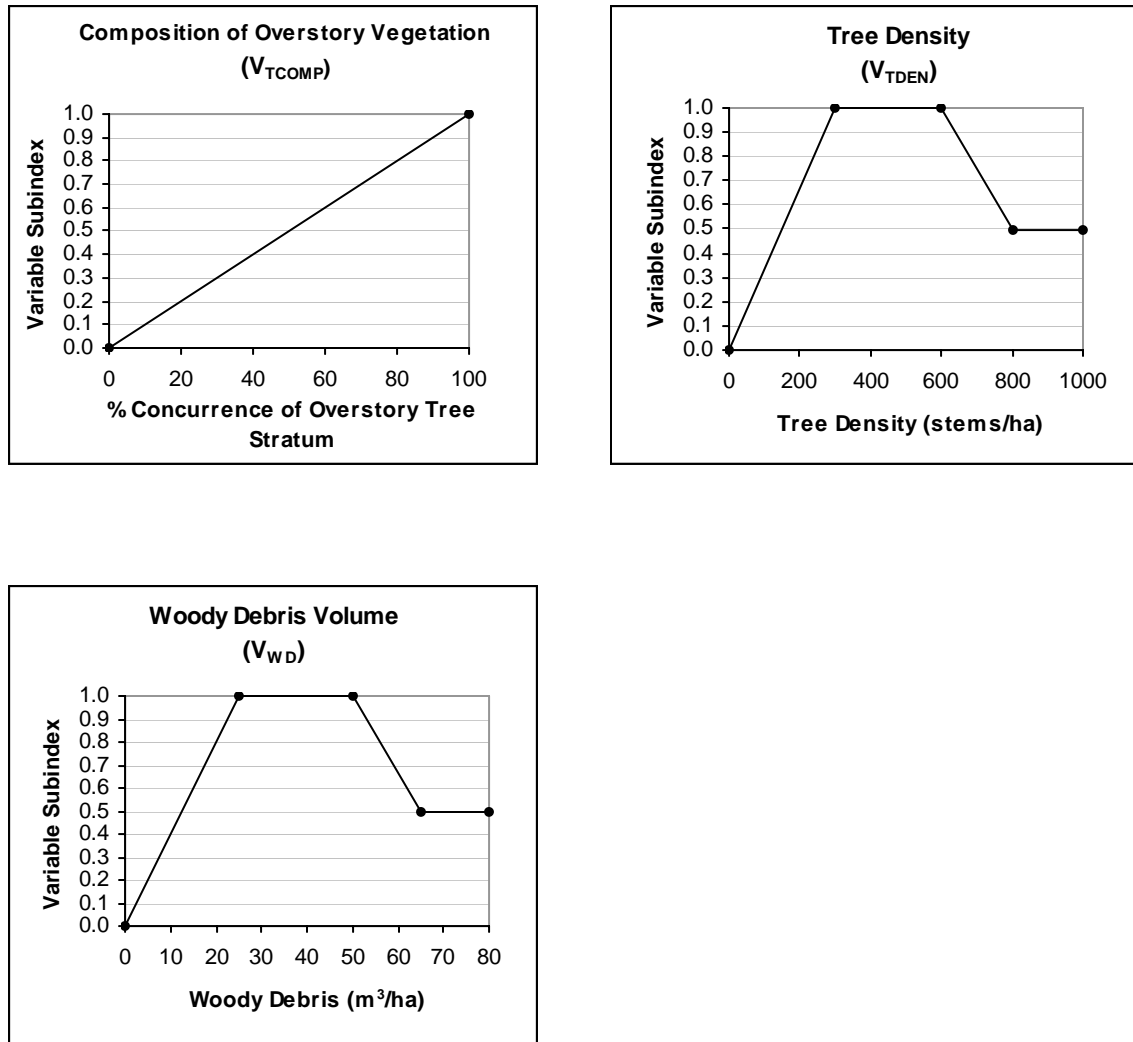 Composition of Overstory Vegetation
(VTCOMP)
1.0
0.9
0.8
0.7
0.6
0.5
0.4
0.3
0.2
0.1
0.0
Variable Subindex
0 20 40 60 80 100
% Concurrence of Overstory Tree
Stratum
Tree Density
(VTDEN)
1.0
0.9
0.8
0.7
0.6
0.5
0.4
0.3
0.2
0.1
0.0
Variable Subindex
0 200 400 600 800 1000
Tree Density (stems/ha)
Woody Debris Volume
(VWD)
1.0
0.9
0.8
0.7
0.6
0.5
0.4
0.3
0.2
0.1
0.0
Variable Subindex
0 10 20 30 40 50 60 70 80
Woody Debris (m³/ha)